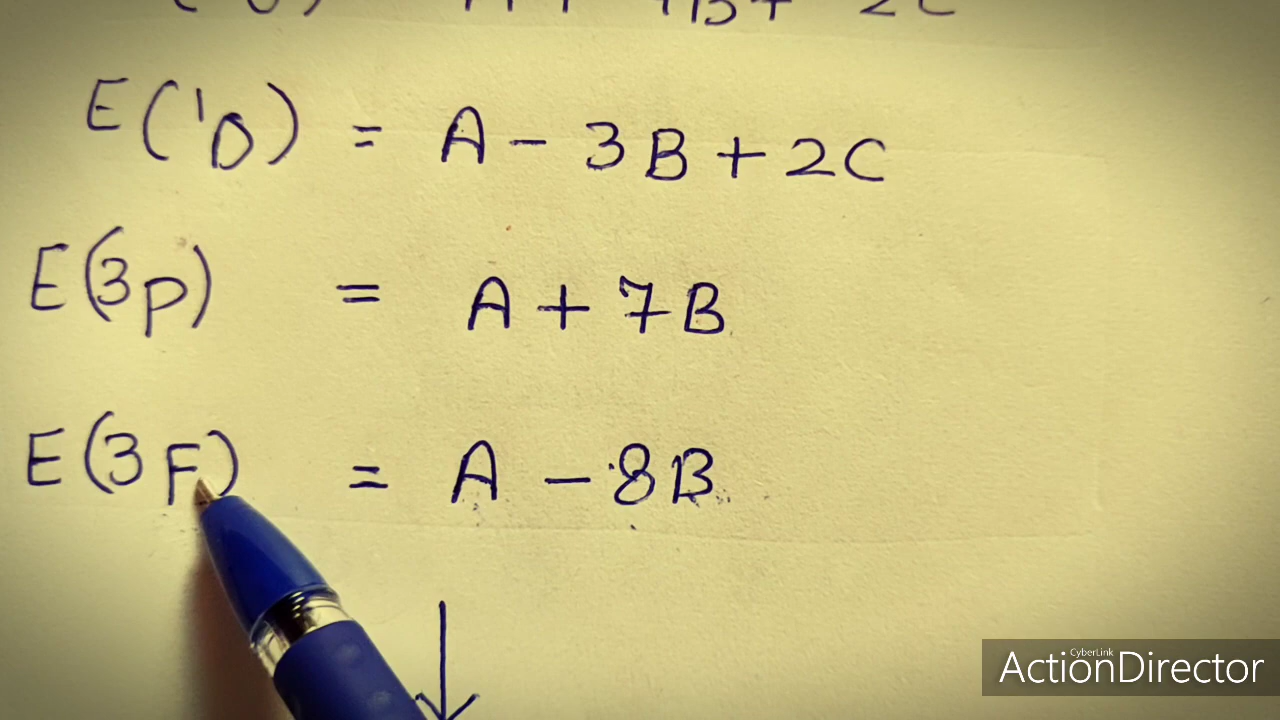 E(¹D) = A - 3B + 2C
E(3P) = A + 7B
E(3F) = A - 8B
CyberLink
ActionDirector